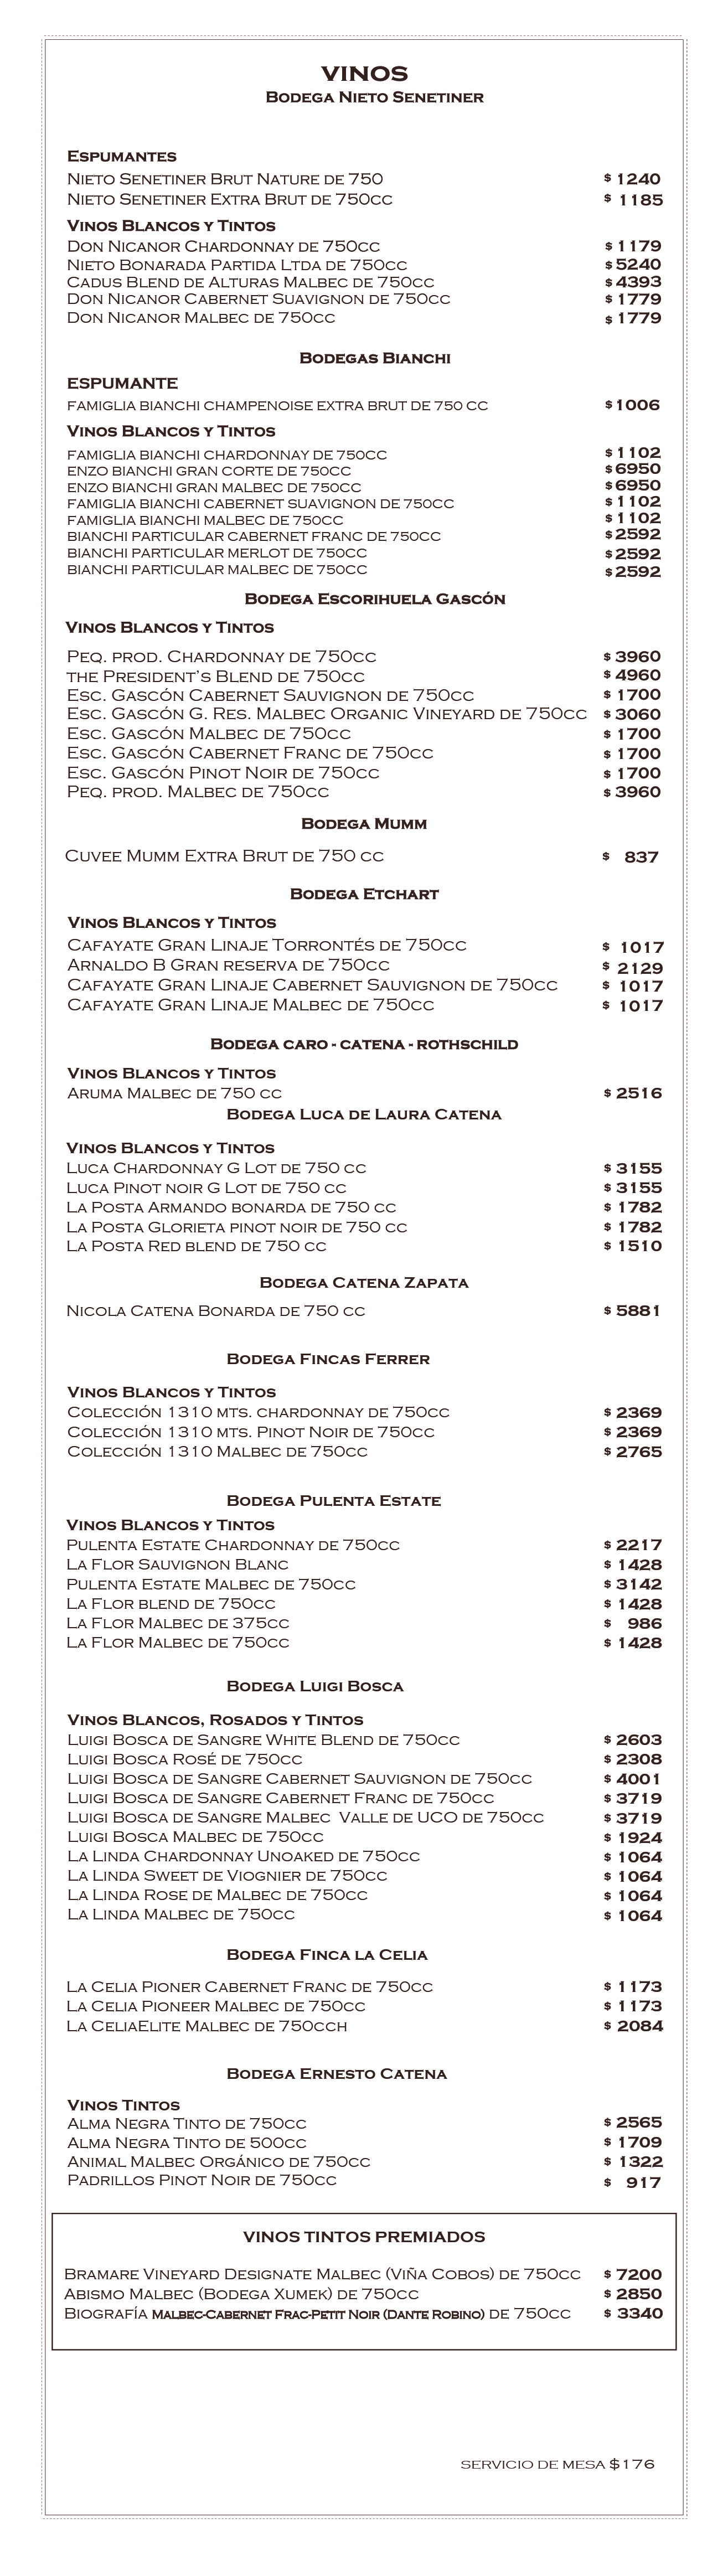 VINOS
Bodega Nieto Senetiner
Espumantes
Nieto Senetiner Brut Nature de 750 $ 1240
Nieto Senetiner Extra Brut de 750cc $ 1185
Vinos Blancos y Tintos
Don Nicanor Chardonnay de 750cc $ 1179
Nieto Bonarada Partida Ltda de 750cc $ 5240
Cadus Blend de Alturas Malbec de 750cc $ 4393
Don Nicanor Cabernet Suavignon de 750cc $ 1779
Don Nicanor Malbec de 750cc $ 1779
Bodegas Bianchi
ESPUMANTE
FAMIGLIA BIANCHI CHAMPENOISE EXTRA BRUT DE 750 CC $ 1006
Vinos Blancos y Tintos
FAMIGLIA BIANCHI CHARDONNAY DE 750CC $ 1102
ENZO BIANCHI GRAN CORTE DE 750CC $ 6950
ENZO BIANCHI GRAN MALBEC DE 750CC $ 6950
FAMIGLIA BIANCHI CABERNET SUAVIGNON DE 750CC $ 1102
FAMIGLIA BIANCHI MALBEC DE 750CC $ 1102
BIANCHI PARTICULAR CABERNET FRANC DE 750CC $ 2592
BIANCHI PARTICULAR MERLOT DE 750CC $ 2592
BIANCHI PARTICULAR MALBEC DE 750CC $ 2592
Bodega Escorihuela Gascón
Vinos Blancos y Tintos
Peq. prod. Chardonnay de 750cc $ 3960
the President's Blend de 750cc $ 4960
Esc. Gascón Cabernet Sauvignon de 750cc $ 1700
Esc. Gascón G. Res. Malbec Organic Vineyard de 750cc $ 3060
Esc. Gascón Malbec de 750cc $ 1700
Esc. Gascón Cabernet Franc de 750cc $ 1700
Esc. Gascón Pinot Noir de 750cc $ 1700
Peq. prod. Malbec de 750cc $ 3960
Bodega Mumm
Cuvee Mumm Extra Brut de 750 cc $ 837
Bodega Etchart
Vinos Blancos y Tintos
Cafayate Gran Linaje Torrontés de 750cc $ 1017
Arnaldo B Gran reserva de 750cc $ 2129
Cafayate Gran Linaje Cabernet Sauvignon de 750cc $ 1017
Cafayate Gran Linaje Malbec de 750cc $ 1017
Bodega caro - catena - rothschild
Vinos Blancos y Tintos
Aruma Malbec de 750 cc $ 2516
Bodega Luca de Laura Catena
Vinos Blancos y Tintos
Luca Chardonnay G Lot de 750 cc $ 3155
Luca Pinot noir G Lot de 750 cc $ 3155
La Posta Armando bonarda de 750 cc $ 1782
La Posta Glorieta pinot noir de 750 cc $ 1782
La Posta Red blend de 750 cc $ 1510
Bodega Catena Zapata
Nicola Catena Bonarda de 750 cc $ 5881
Bodega Fincas Ferrer
Vinos Blancos y Tintos
Colección 1310 mts. chardonnay de 750cc $ 2369
Colección 1310 mts. Pinot Noir de 750cc $ 2369
Colección 1310 Malbec de 750cc $ 2765
Bodega Pulenta Estate
Vinos Blancos y Tintos
Pulenta Estate Chardonnay de 750cc $ 2217
La Flor Sauvignon Blanc $ 1428
Pulenta Estate Malbec de 750cc $ 3142
La Flor blend de 750cc $ 1428
La Flor Malbec de 375cc $ 986
La Flor Malbec de 750cc $ 1428
Bodega Luigi Bosca
Vinos Blancos, Rosados y Tintos
Luigi Bosca de Sangre White Blend de 750cc $ 2603
Luigi Bosca Rosé de 750cc $ 2308
Luigi Bosca de Sangre Cabernet Sauvignon de 750cc $ 4001
Luigi Bosca de Sangre Cabernet Franc de 750cc $ 3719
Luigi Bosca de Sangre Malbec Valle de UCO de 750cc $ 3719
Luigi Bosca Malbec de 750cc $ 1924
La Linda Chardonnay Unoaked de 750cc $ 1064
La Linda Sweet de Viognier de 750cc $ 1064
La Linda Rose de Malbec de 750cc $ 1064
La Linda Malbec de 750cc $ 1064
Bodega Finca la Celia
La Celia Pioner Cabernet Franc de 750cc $ 1173
La Celia Pioneer Malbec de 750cc $ 1173
La CeliaElite Malbec de 750cch $ 2084
Bodega Ernesto Catena
Vinos Tintos
Alma Negra Tinto de 750cc $ 2565
Alma Negra Tinto de 500cc $ 1709
Animal Malbec Orgánico de 750cc $ 1322
Padrillos Pinot Noir de 750cc $ 917
VINOS TINTOS PREMIADOS
Bramare Vineyard Designate Malbec (Viña Cobos) de 750cc $ 7200
Abismo Malbec (Bodega Xumek) de 750cc $ 2850
Biografía Malbec-Cabernet Frac-Petit Noir (Dante Robino) de 750cc $ 3340
SERVICIO DE MESA $176